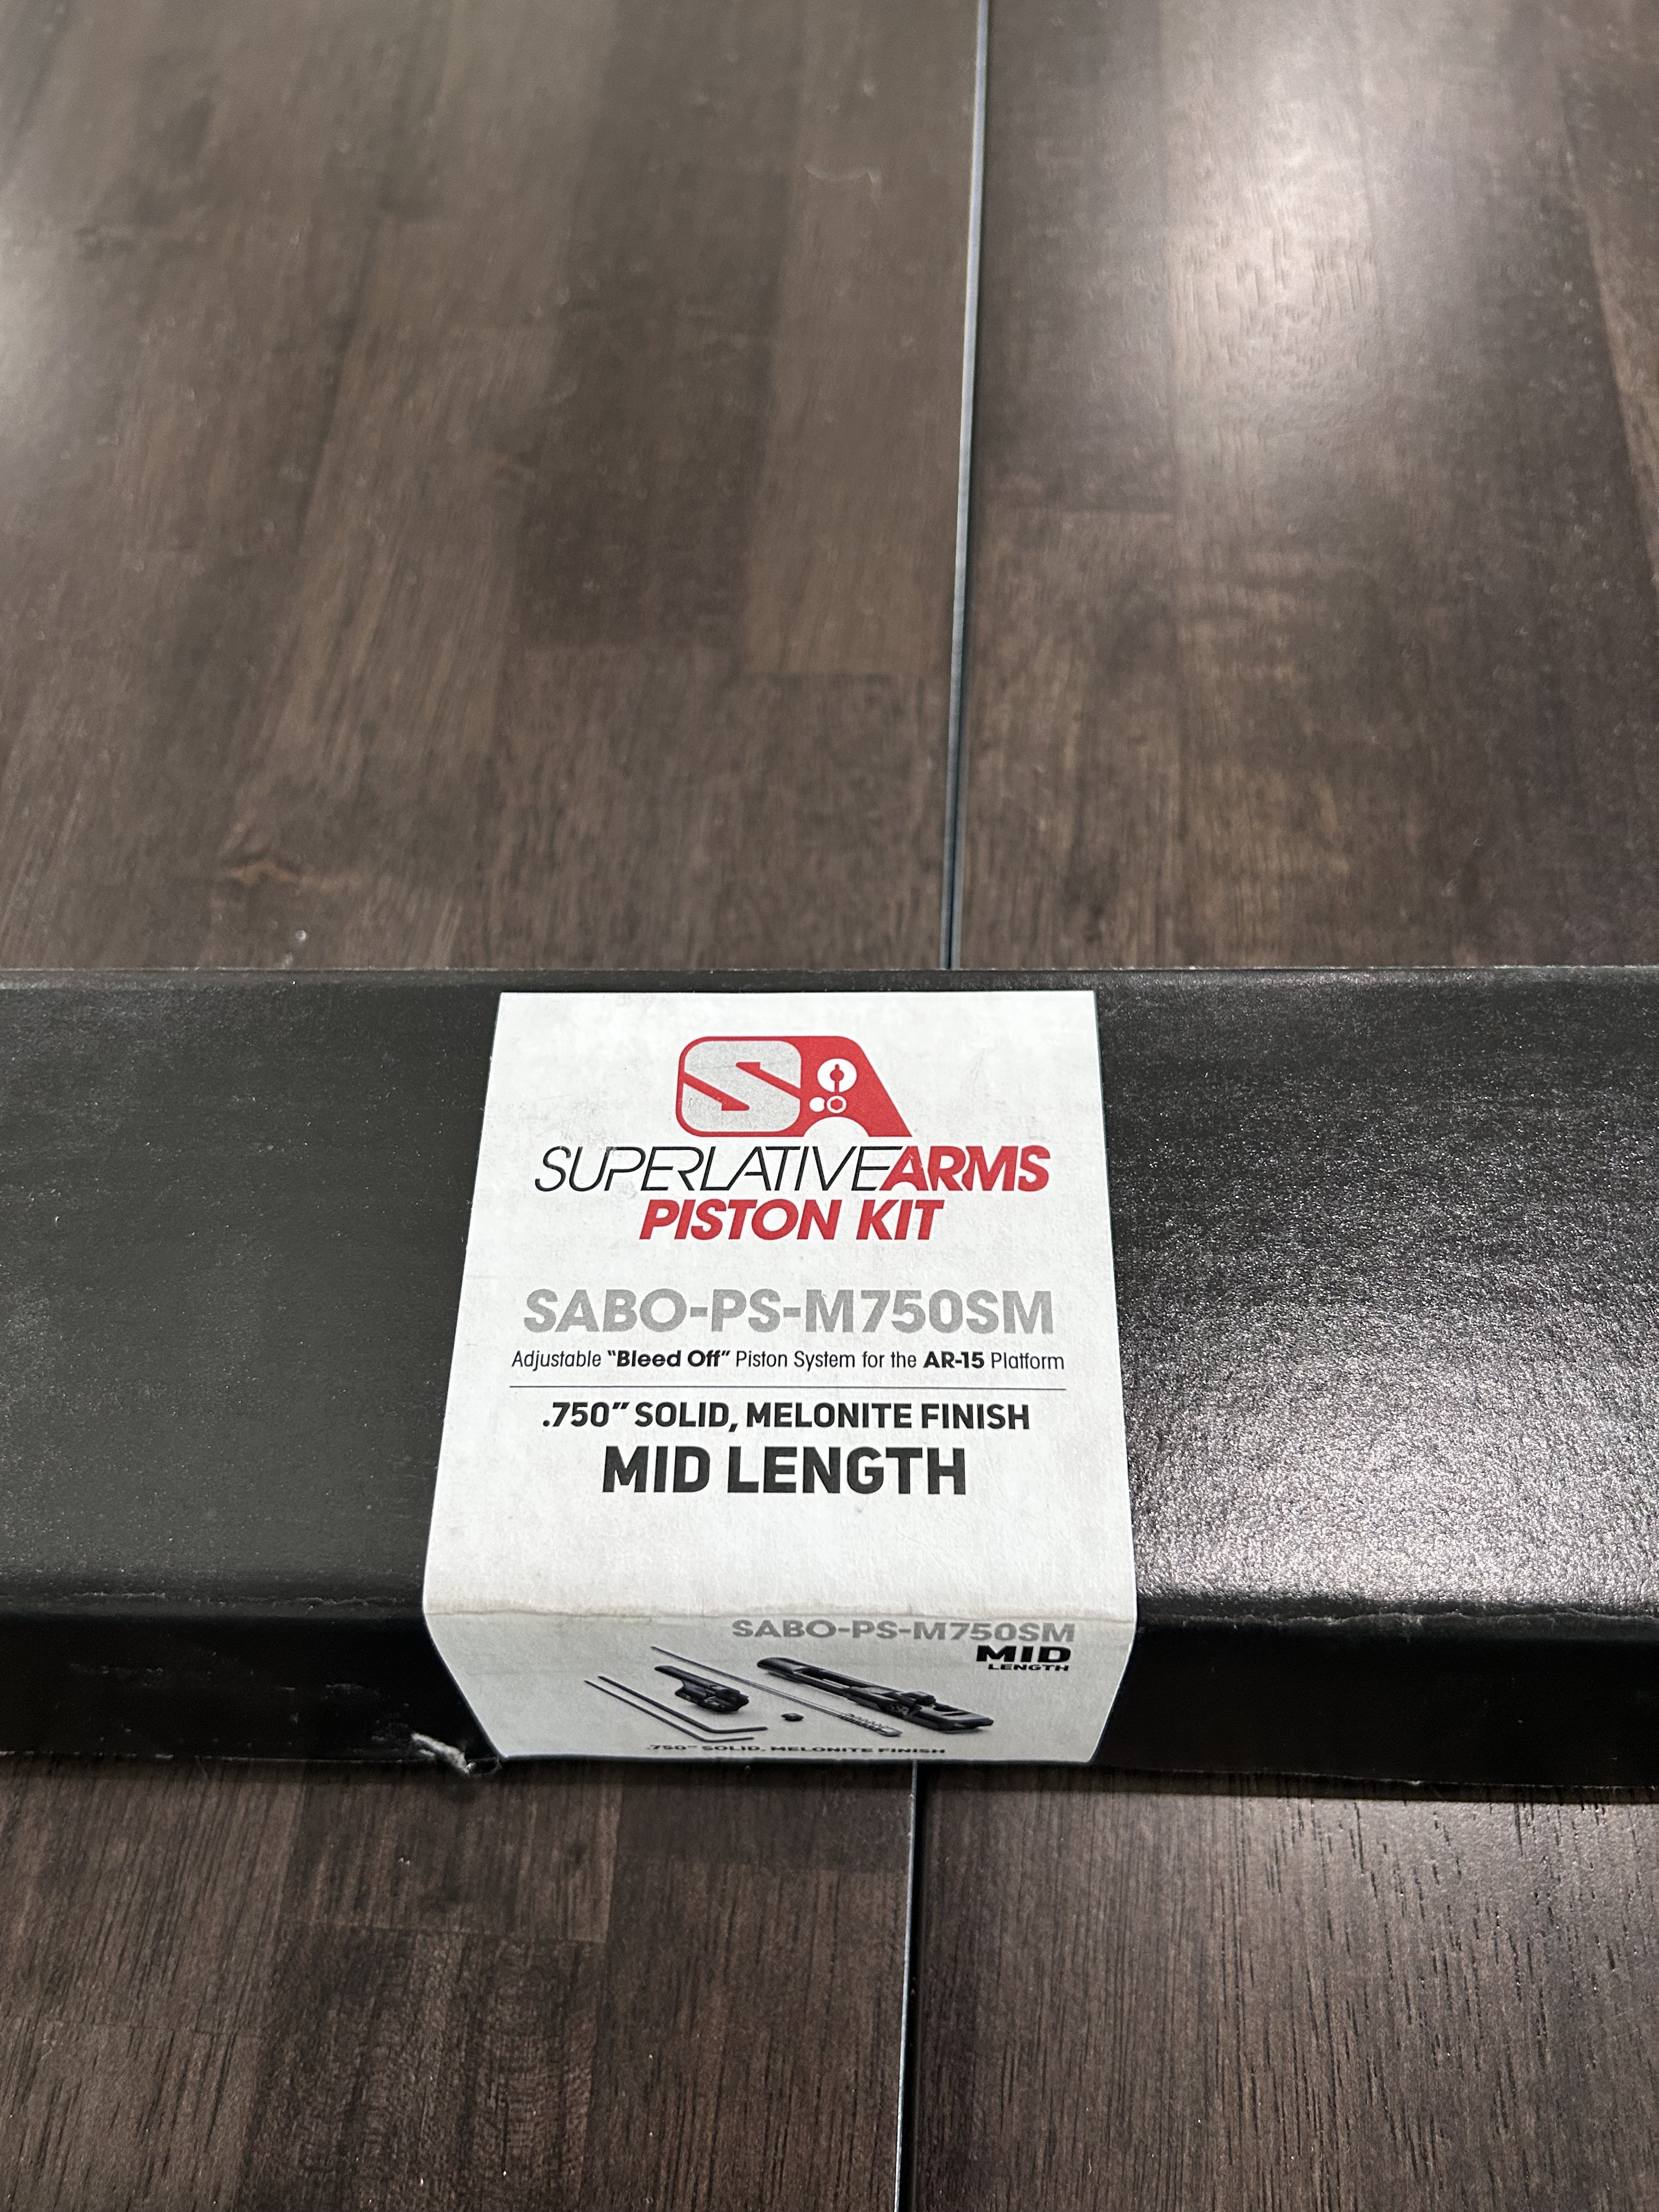 SA
SUPERLATIVEARMS
PISTON KIT
SABO-PS-M750SM
Adjustable "Bleed Off" Piston System for the AR-15 Platform
.750" SOLID, MELONITE FINISH
MID LENGTH
SABO-PS-M750SM
MID
LENGTH
.750" SOLID, MELONITE FINISH